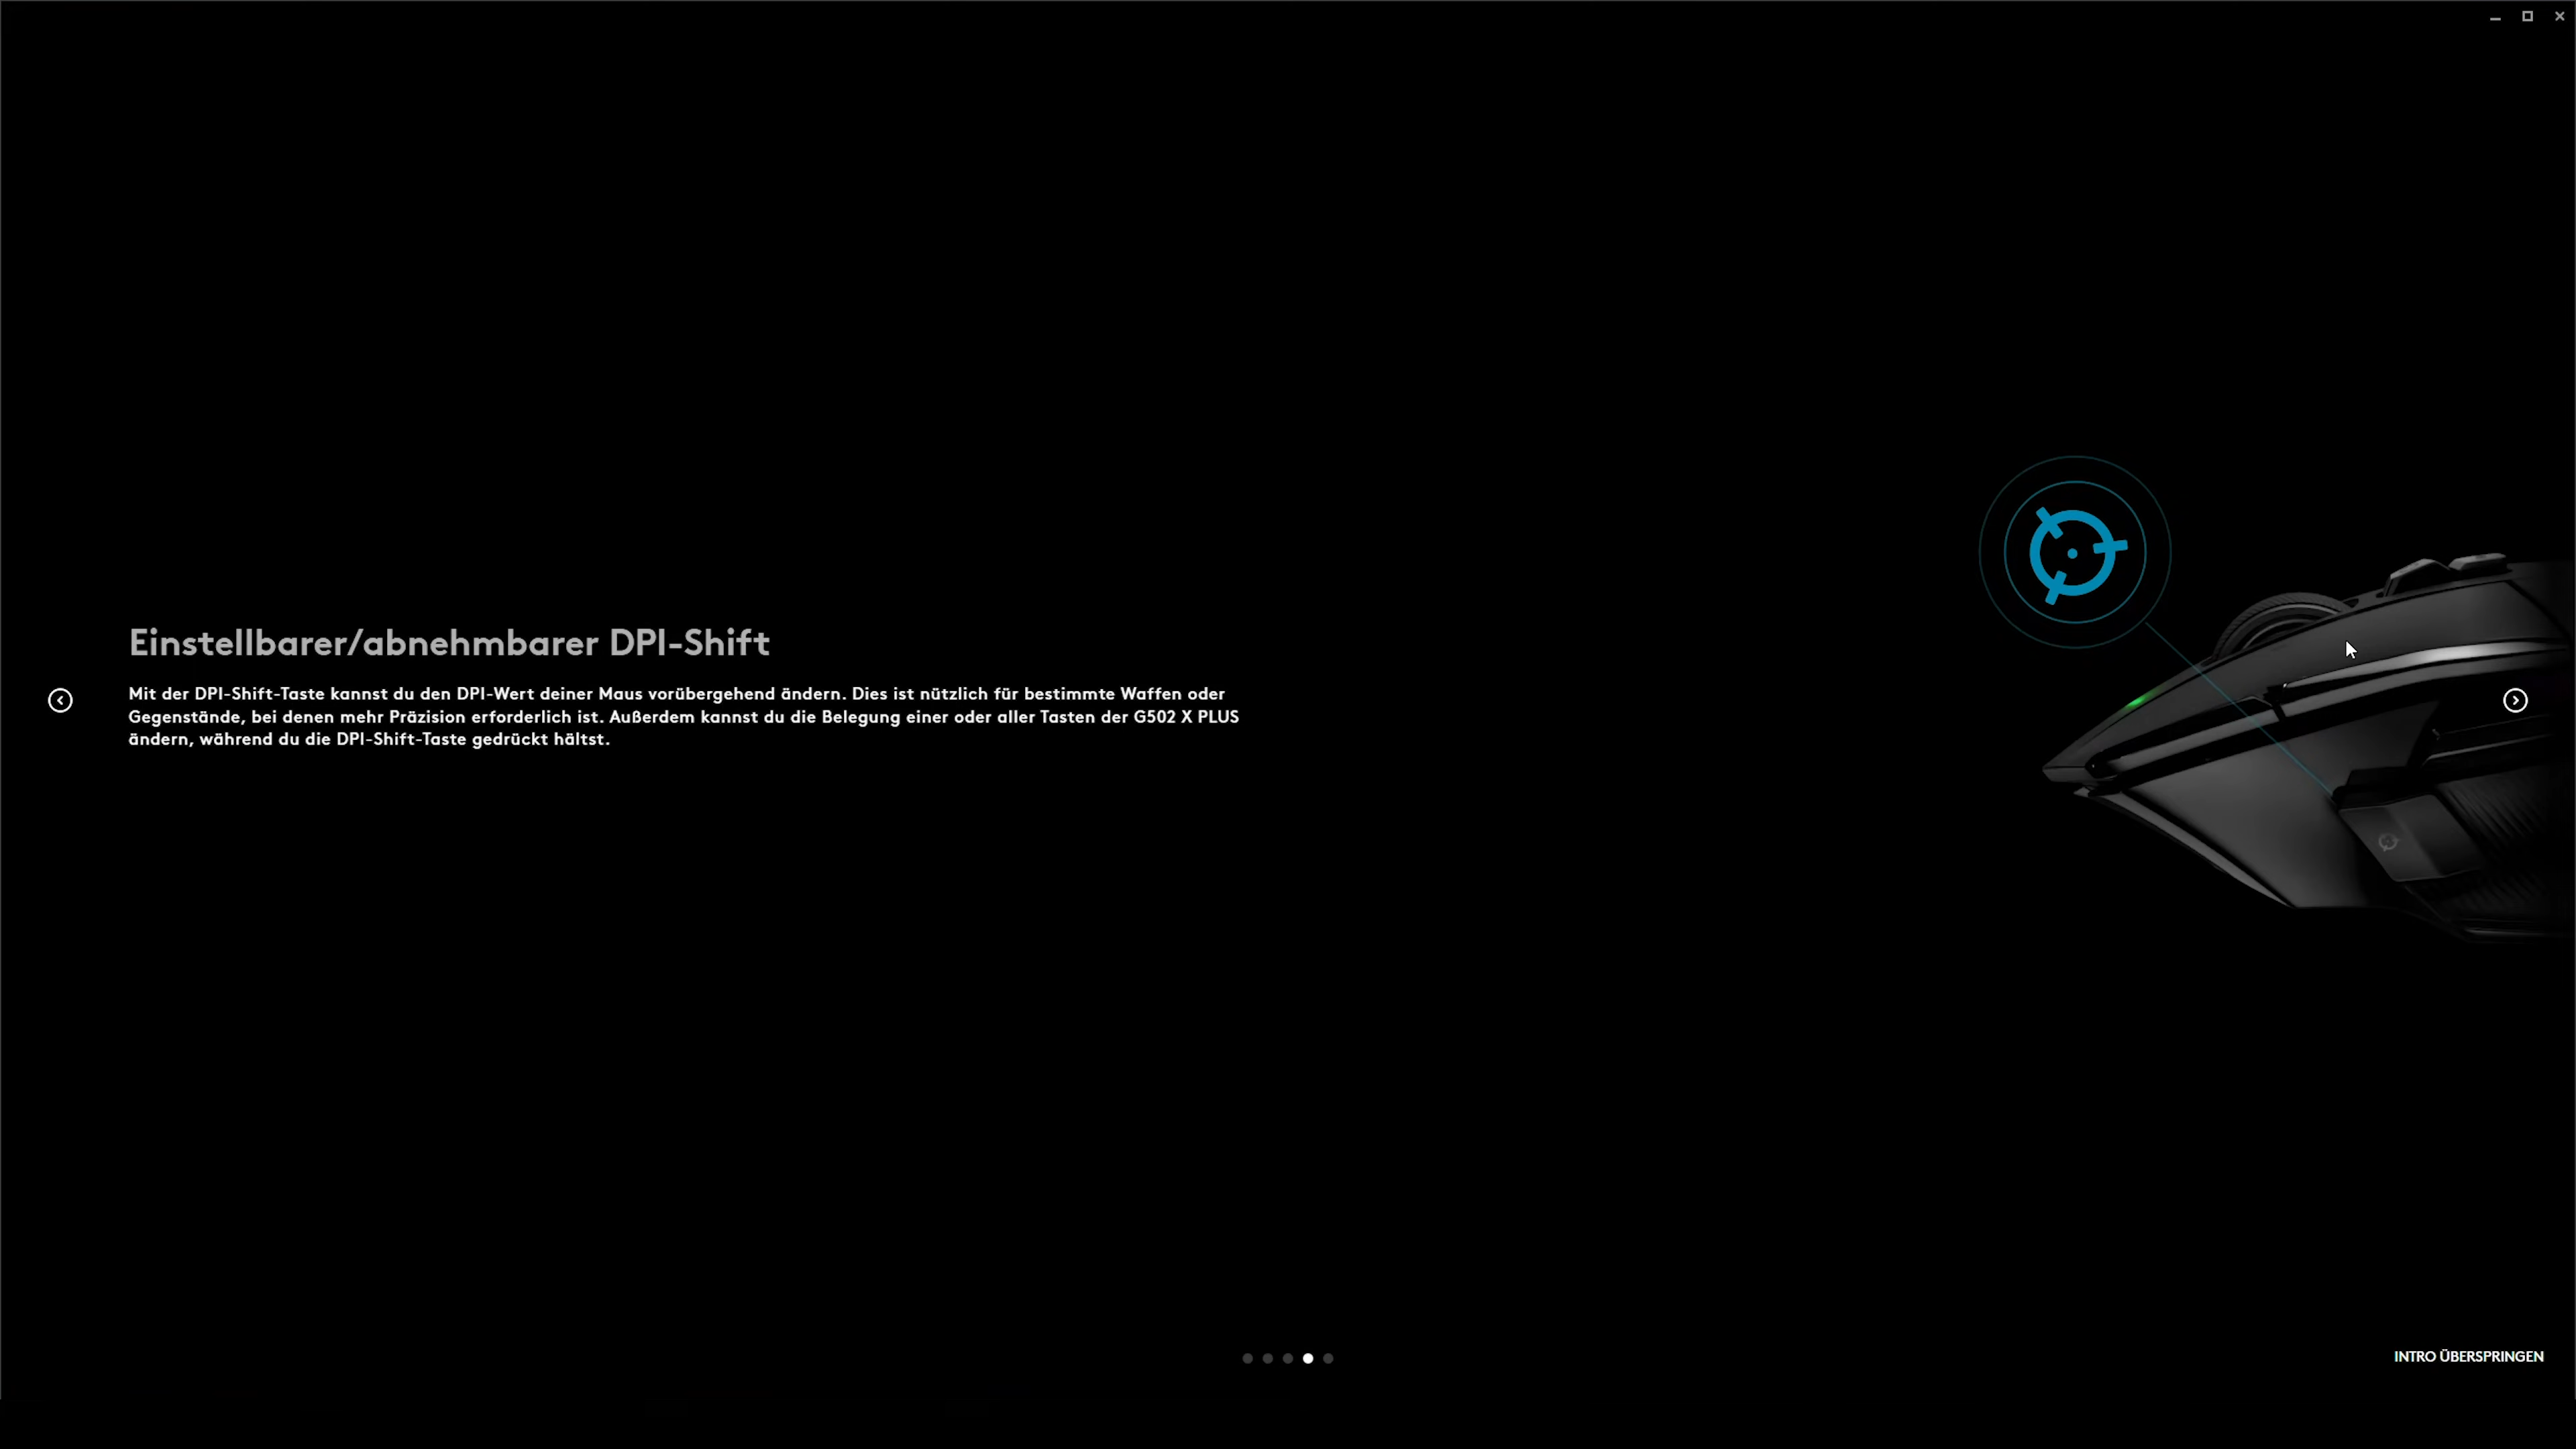 Einstellbarer/abnehmbarer DPI-Shift
Mit der DPI-Shift-Taste kannst du den DPI-Wert deiner Maus vorübergehend ändern. Dies ist nützlich für bestimmte Waffen oder
Gegenstände, bei denen mehr Präzision erforderlich ist. Außerdem kannst du die Belegung einer oder aller Tasten der G502 X PLUS
ändern, während du die DPI-Shift-Taste gedrückt hältst.
INTRO ÜBERSPRINGEN